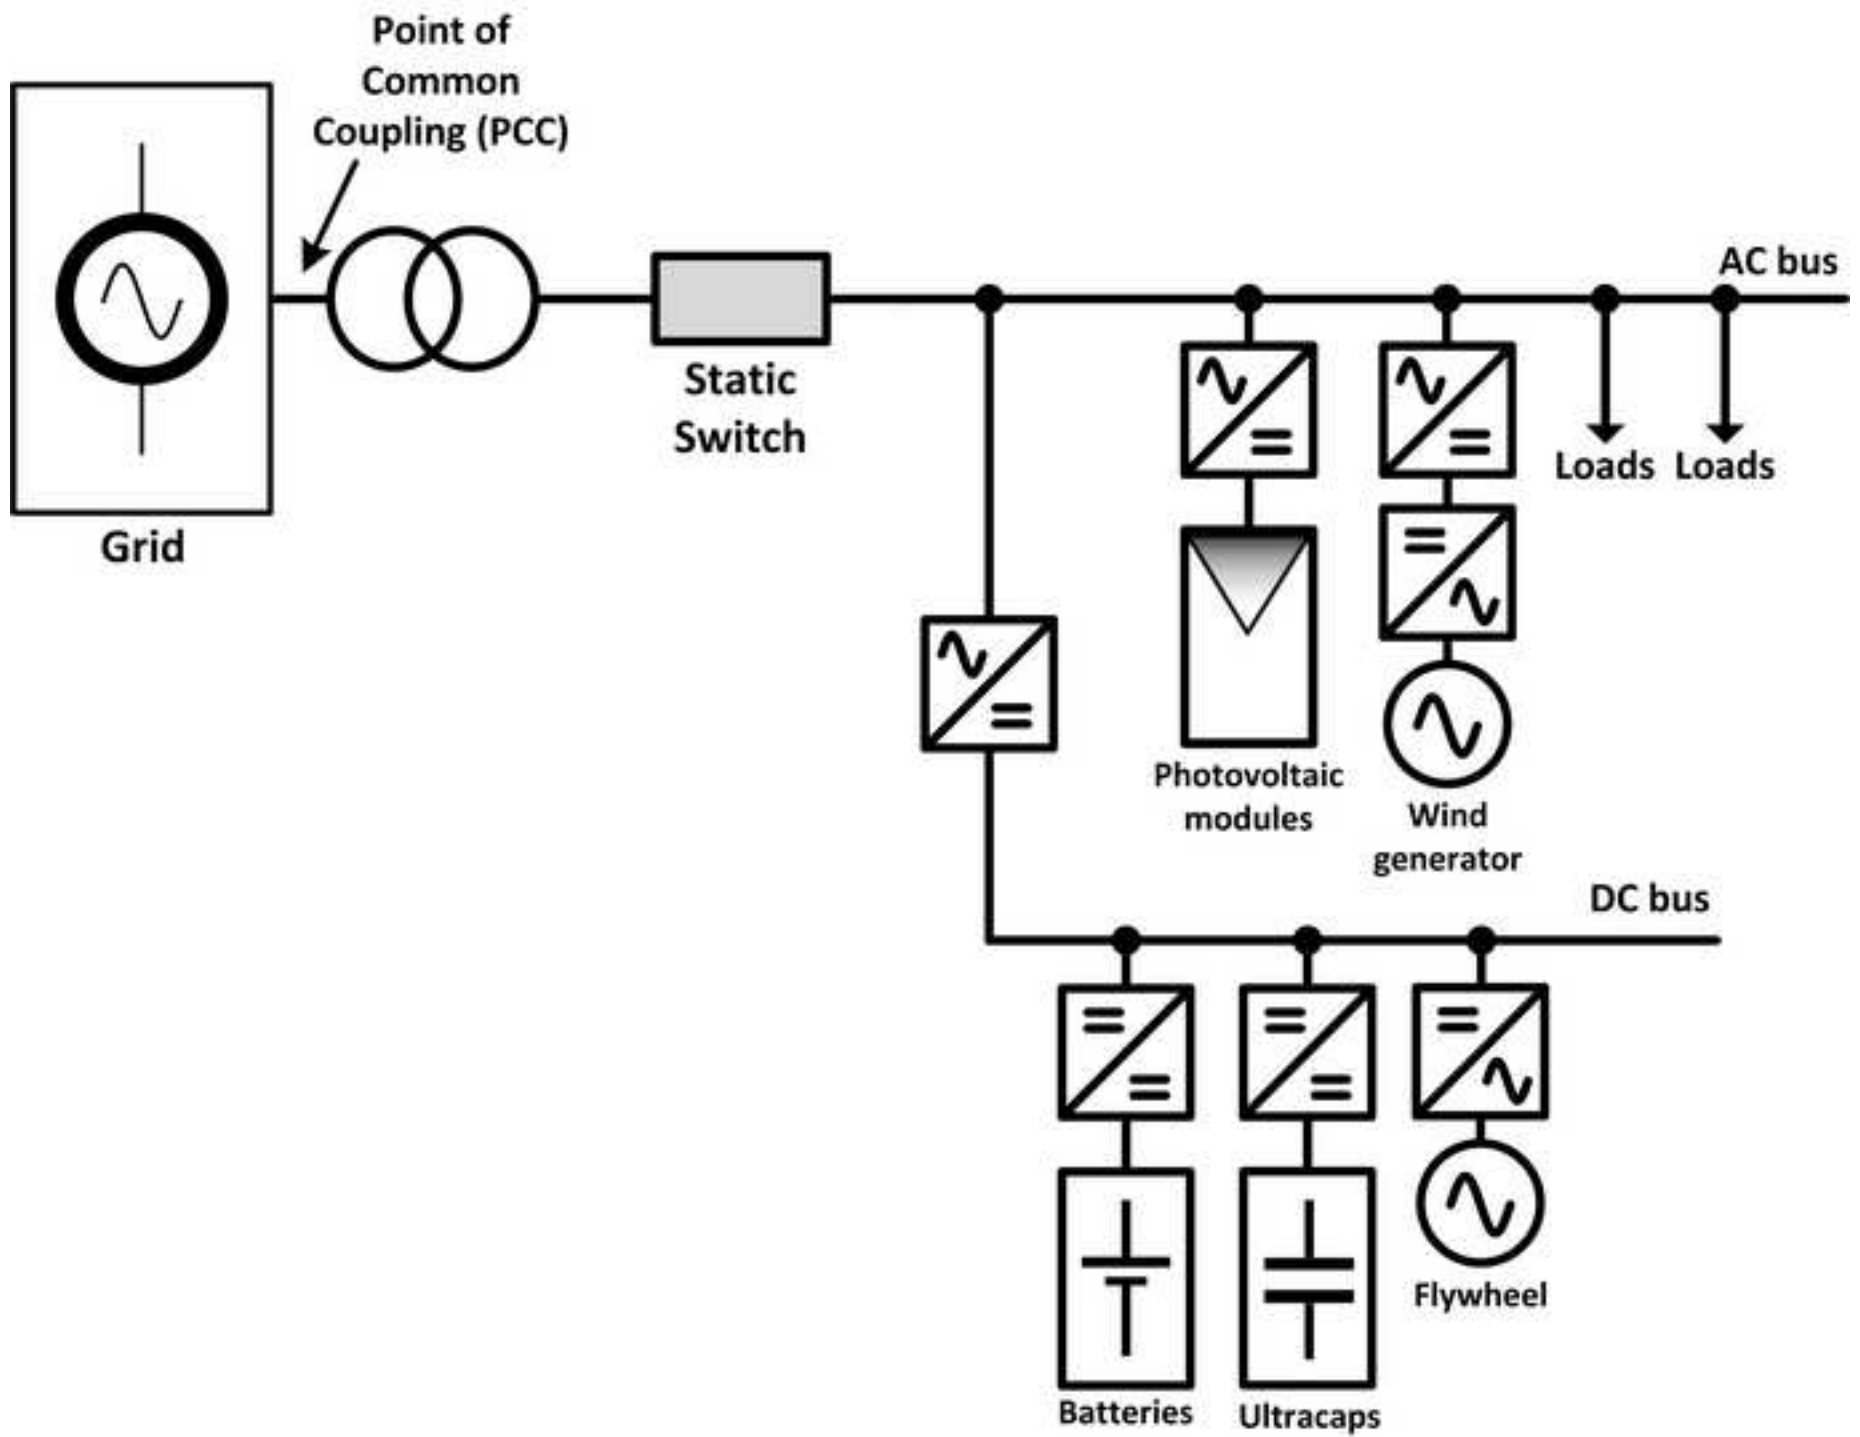 Point of
Common
Coupling (PCC)
AC bus
Static
Switch
Loads Loads
Grid
Photovoltaic
modules
Wind
generator
DC bus
Flywheel
Batteries
Ultracaps